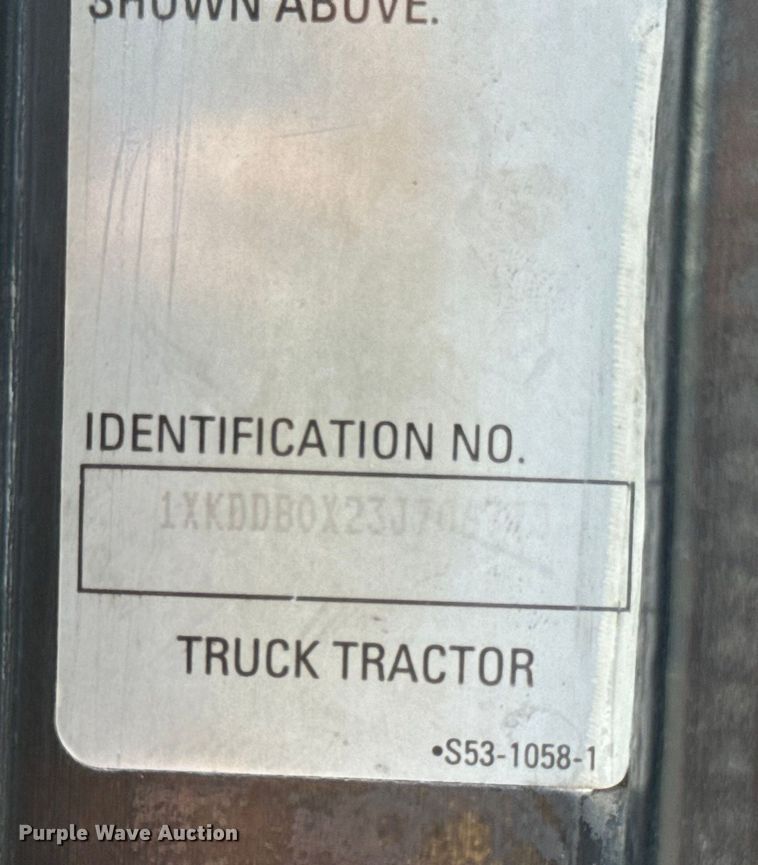 SHOWN ABOVE.
IDENTIFICATION NO.
TRUCK TRACTOR
•S53-1058-1
Purple Wave Auction